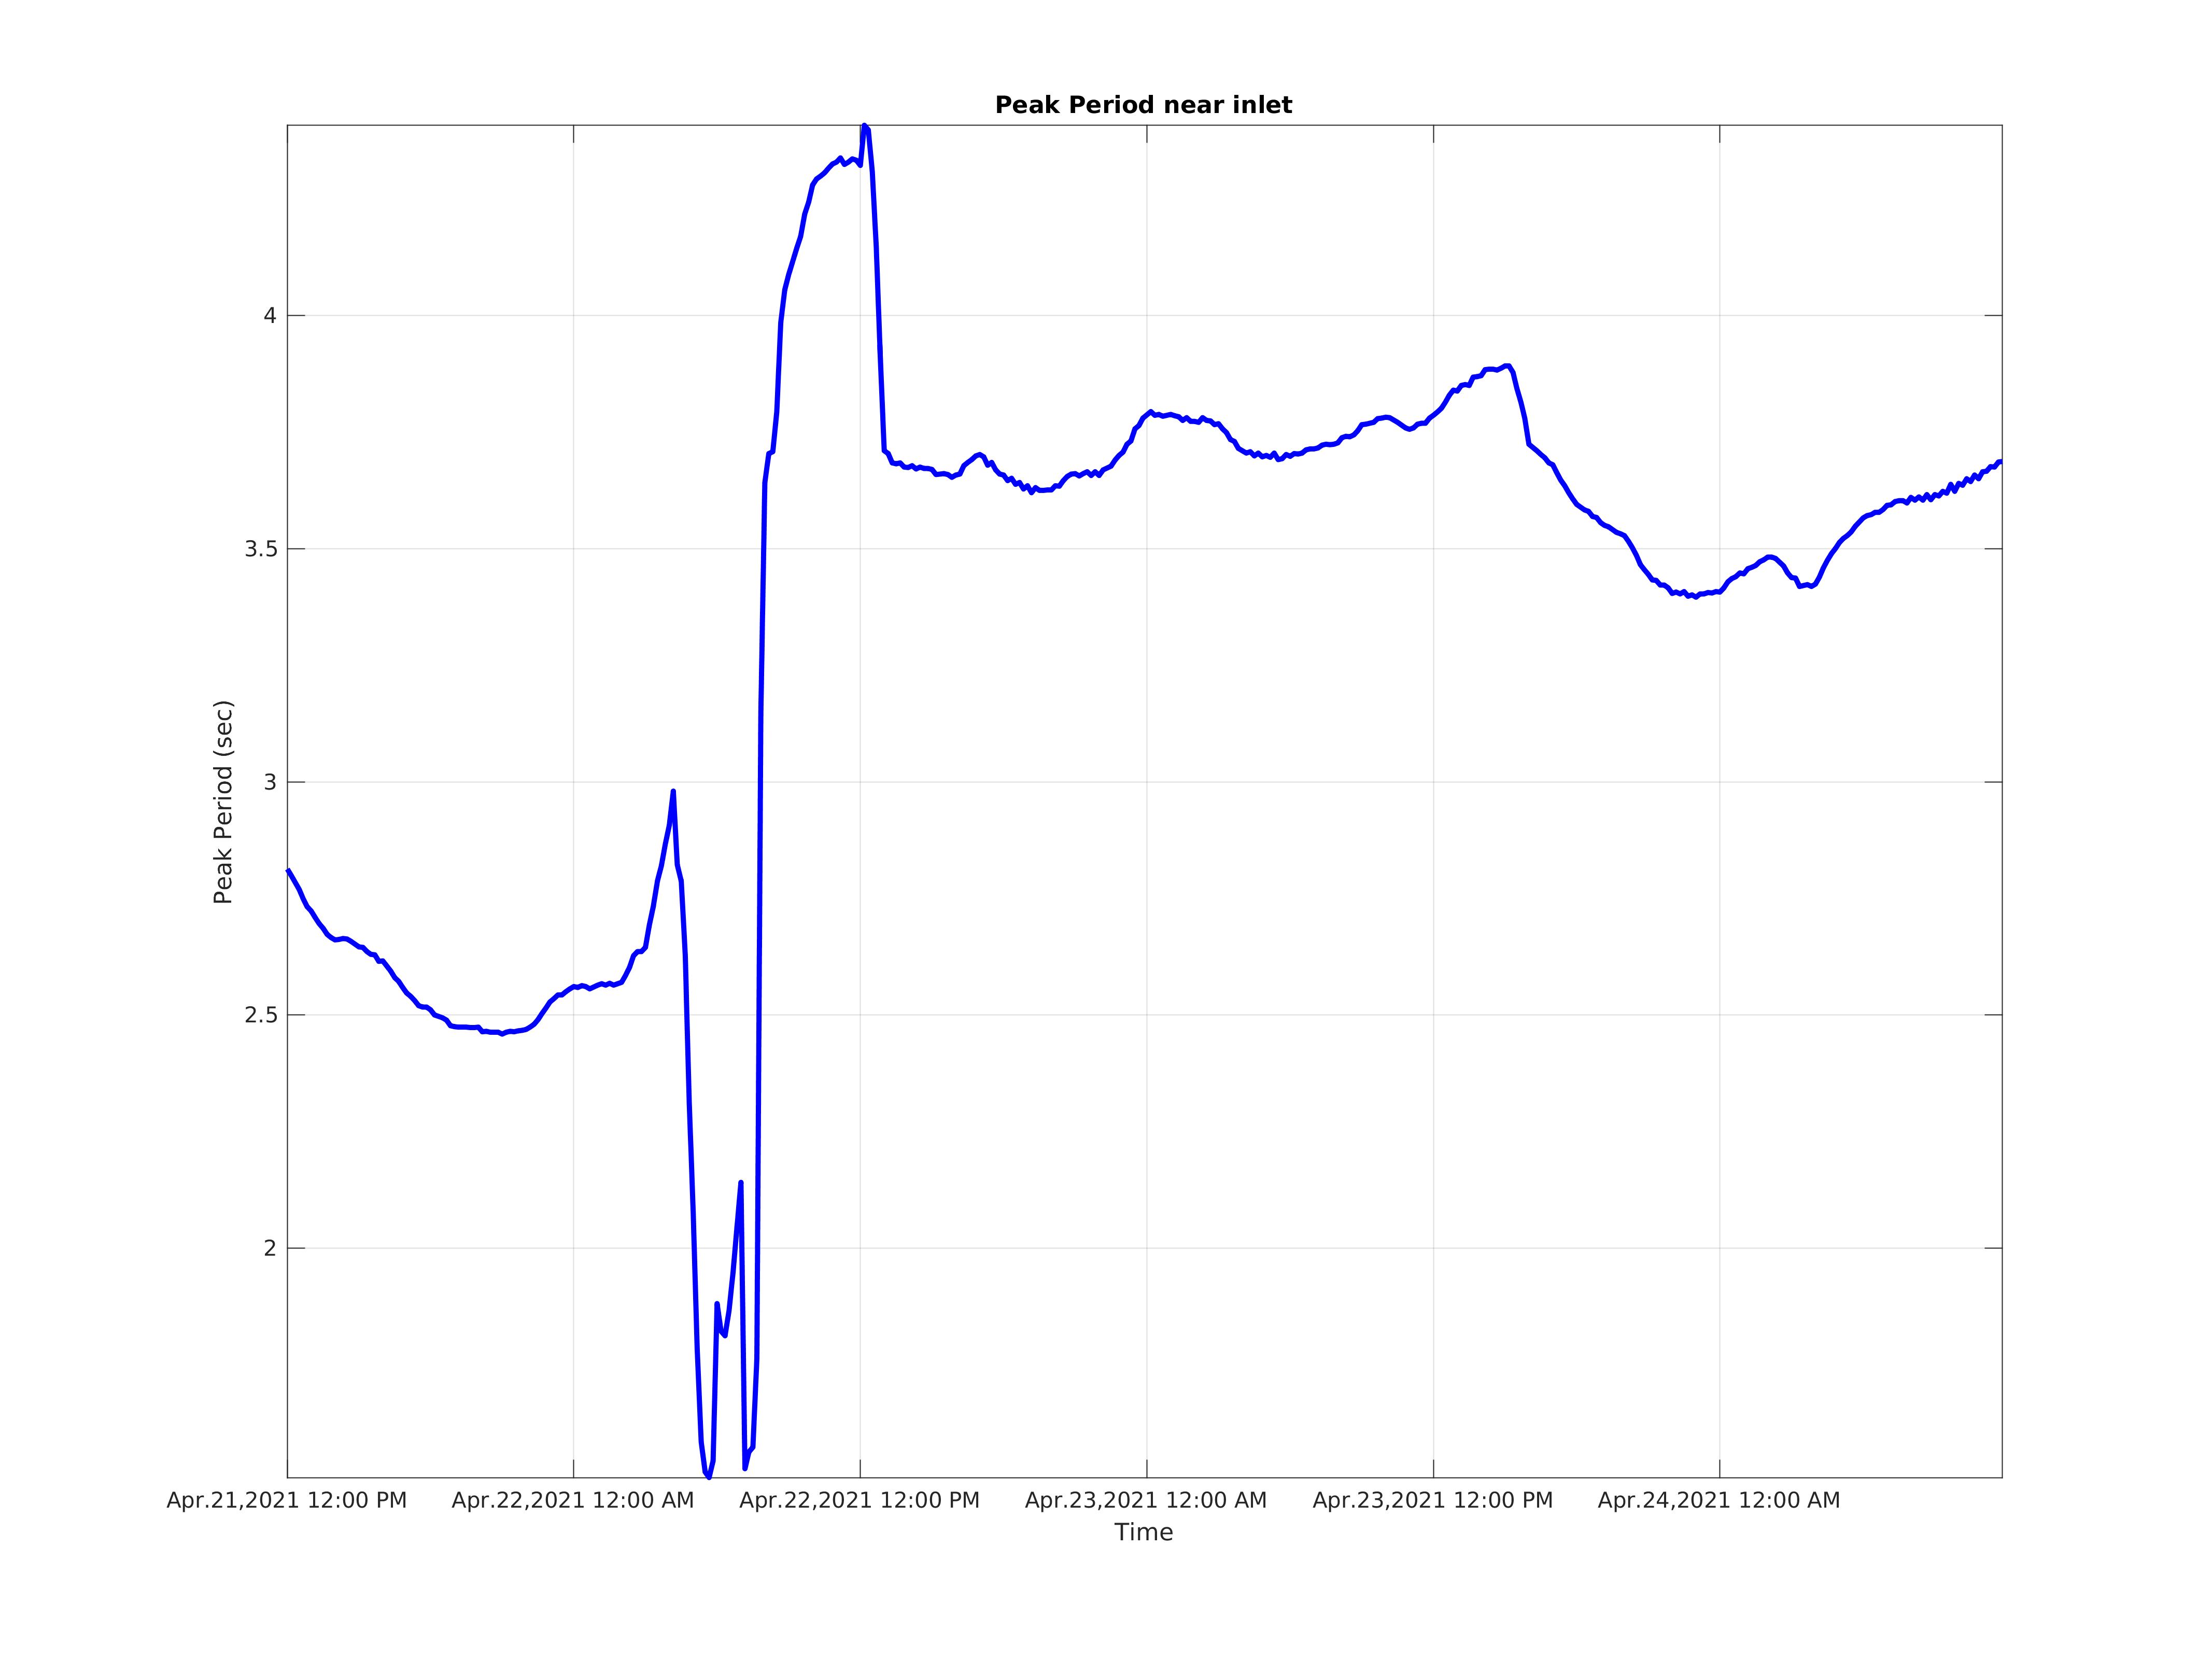 Peak Period near inlet
4
3.5
3
2.5
2
Peak Period (sec)
Apr.21,2021 12:00 PM Apr.22,2021 12:00 AM Apr.22,2021 12:00 PM Apr.23,2021 12:00 AM Apr.23,2021 12:00 PM Apr.24,2021 12:00 AM
Time